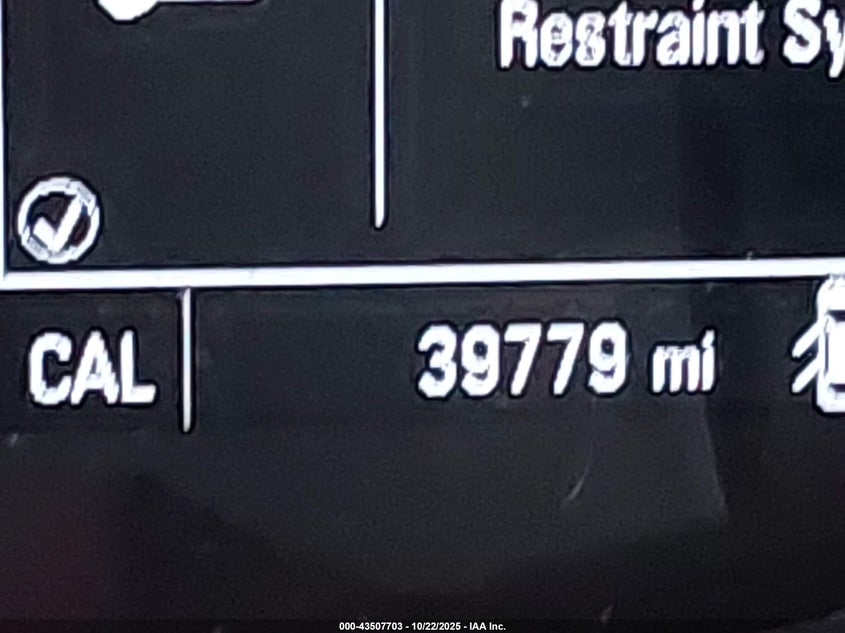 Restraint Sy
CAL
39779 mi
000-43507703 - 10/22/2025 - IAA Inc.